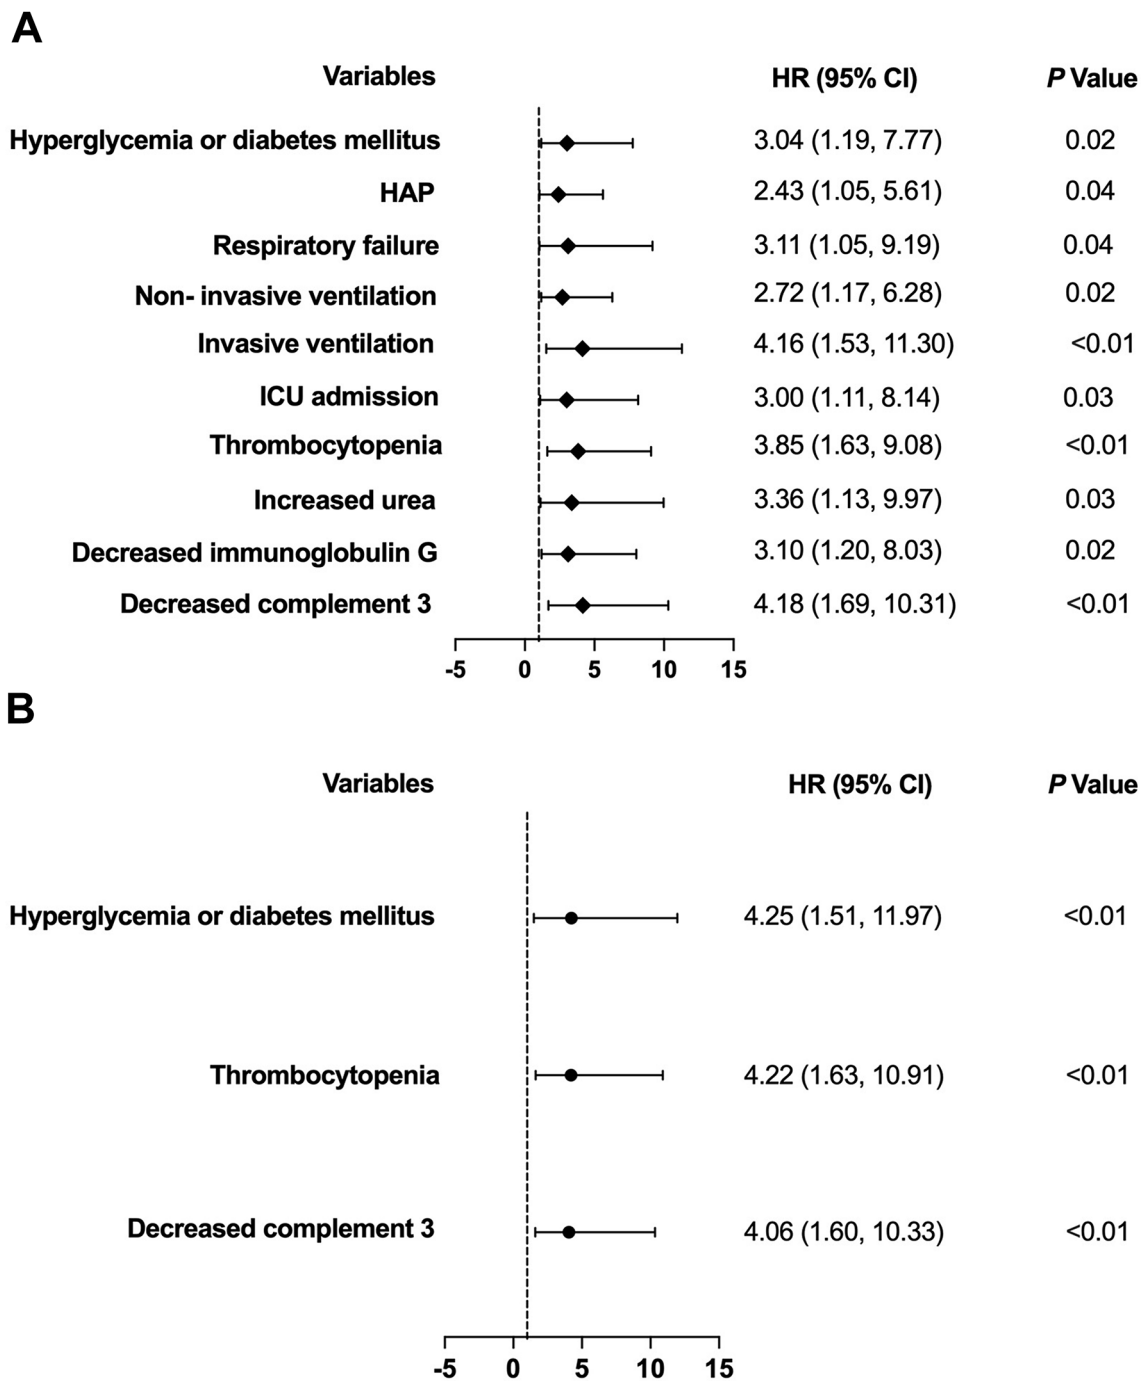 A
Variables HR (95% CI) P Value
Hyperglycemia or diabetes mellitus 3.04 (1.19, 7.77) 0.02
HAP 2.43 (1.05, 5.61) 0.04
Respiratory failure 3.11 (1.05, 9.19) 0.04
Non- invasive ventilation 2.72 (1.17, 6.28) 0.02
Invasive ventilation 4.16 (1.53, 11.30) <0.01
ICU admission 3.00 (1.11, 8.14) 0.03
Thrombocytopenia 3.85 (1.63, 9.08) <0.01
Increased urea 3.36 (1.13, 9.97) 0.03
Decreased immunoglobulin G 3.10 (1.20, 8.03) 0.02
Decreased complement 3 4.18 (1.69, 10.31) <0.01
-5 0 5 10 15
B
Variables HR (95% CI) P Value
Hyperglycemia or diabetes mellitus 4.25 (1.51, 11.97) <0.01
Thrombocytopenia 4.22 (1.63, 10.91) <0.01
Decreased complement 3 4.06 (1.60, 10.33) <0.01
-5 0 5 10 15